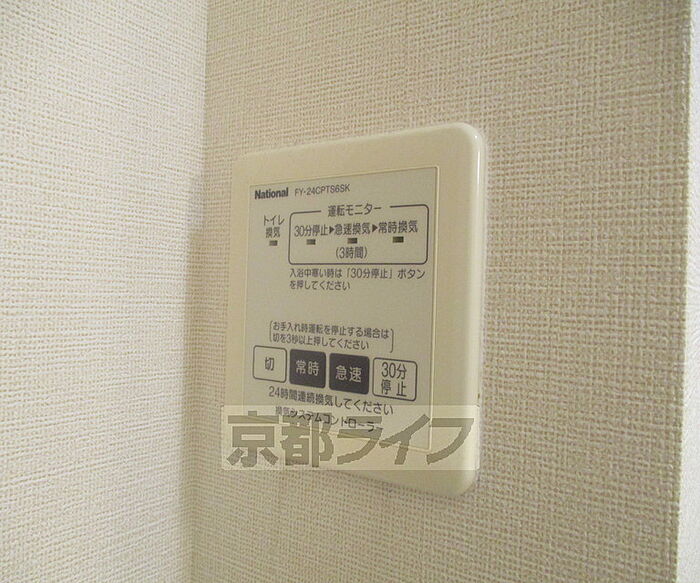 National FY-24CPTS6SK
トイレ換気
運転モニター
30分停止▶急速換気▶常時換気
(3時間)
入浴中寒い時は「30分停止」ボタン
を押してください
お手入れ時運転を停止する場合は
切を3秒以上押してください
切 常時 急速 30分停止
24時間連続換気してください
換気システムコントローラー
京都ライフ